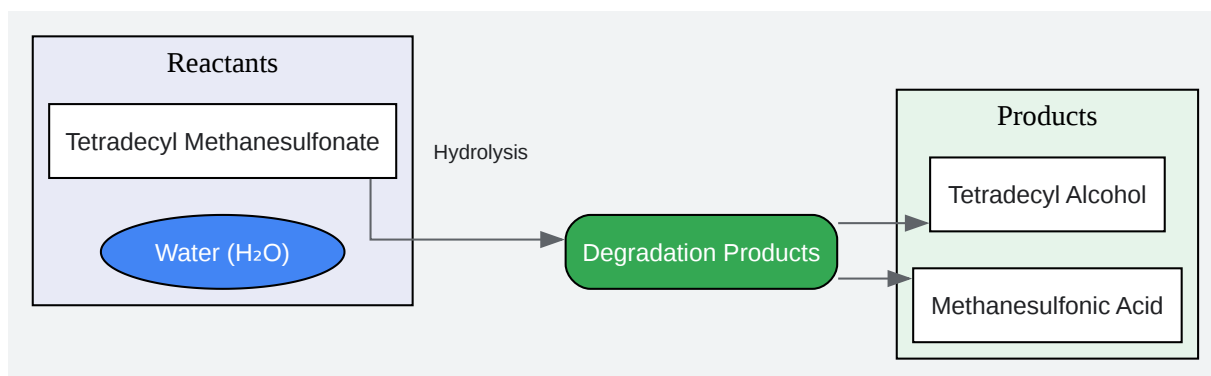 Reactants
Tetradecyl Methanesulfonate
Water (H₂O)
Hydrolysis
Degradation Products
Products
Tetradecyl Alcohol
Methanesulfonic Acid